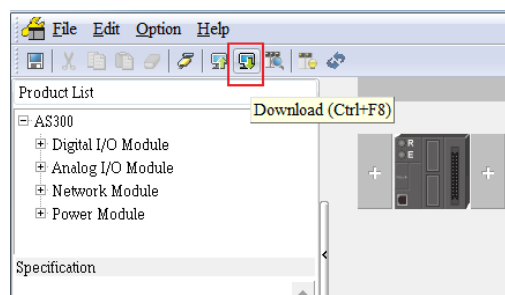 File Edit Option Help
Product List
Download (Ctrl+F8)
AS300
Digital I/O Module
Analog I/O Module
Network Module
Power Module
Specification
R
E